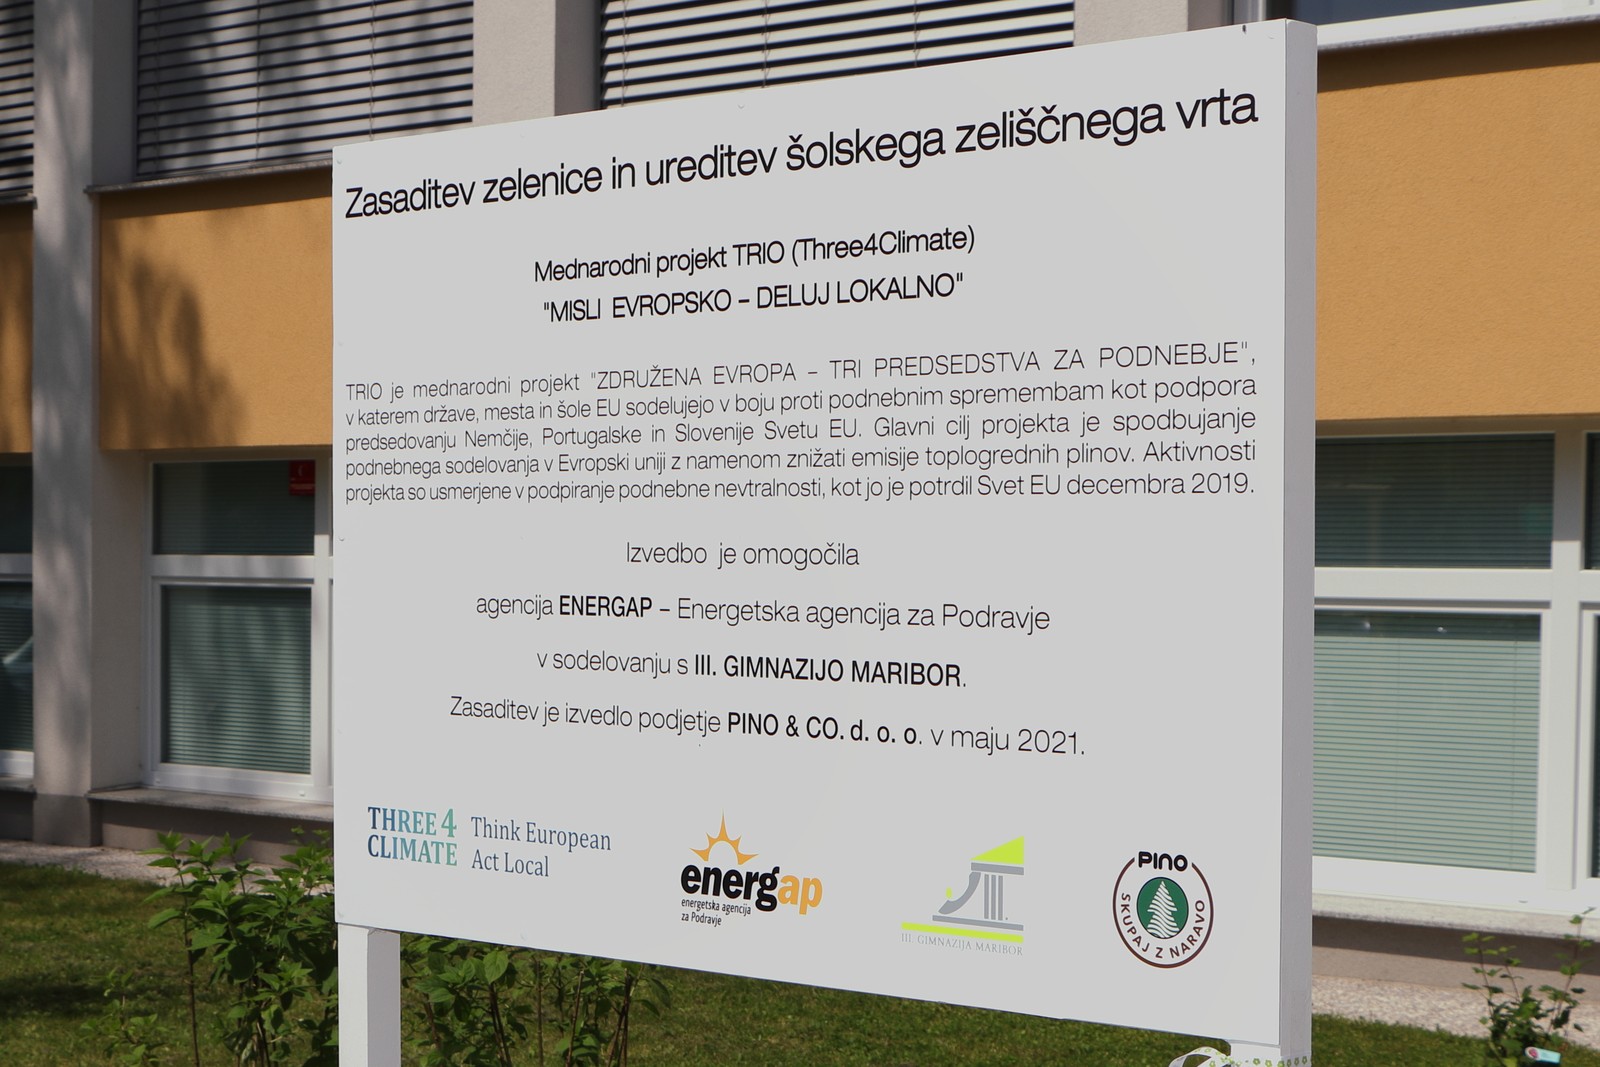 Zasaditev zelenice in ureditev šolskega zeliščnega vrta
Mednarodni projekt TRIO (Three4Climate)
"MISLI EVROPSKO – DELUJ LOKALNO"
TRIO je mednarodni projekt "ZDRUŽENA EVROPA – TRI PREDSEDSTVA ZA PODNEBJE",
v katerem države, mesta in šole EU sodelujejo v boju proti podnebnim spremembam kot podpora
predsedovanju Nemčije, Portugalske in Slovenije Svetu EU. Glavni cilj projekta je spodbujanje
podnebnega sodelovanja v Evropski uniji z namenom znižati emisije toplogrednih plinov. Aktivnosti
projekta so usmerjene v podpiranje podnebne nevtralnosti, kot jo je potrdil Svet EU decembra 2019.
Izvedbo je omogočila
agencija ENERGAP – Energetska agencija za Podravje
v sodelovanju s III. GIMNAZIJO MARIBOR.
Zasaditev je izvedlo podjetje PINO & CO. d. o. o. v maju 2021.
THREE 4
CLIMATE
Think European
Act Local
energap
energetska agencija
za Podravje
III. GIMNAZIJA MARIBOR
PINO
SKUPAJ Z NARAVO